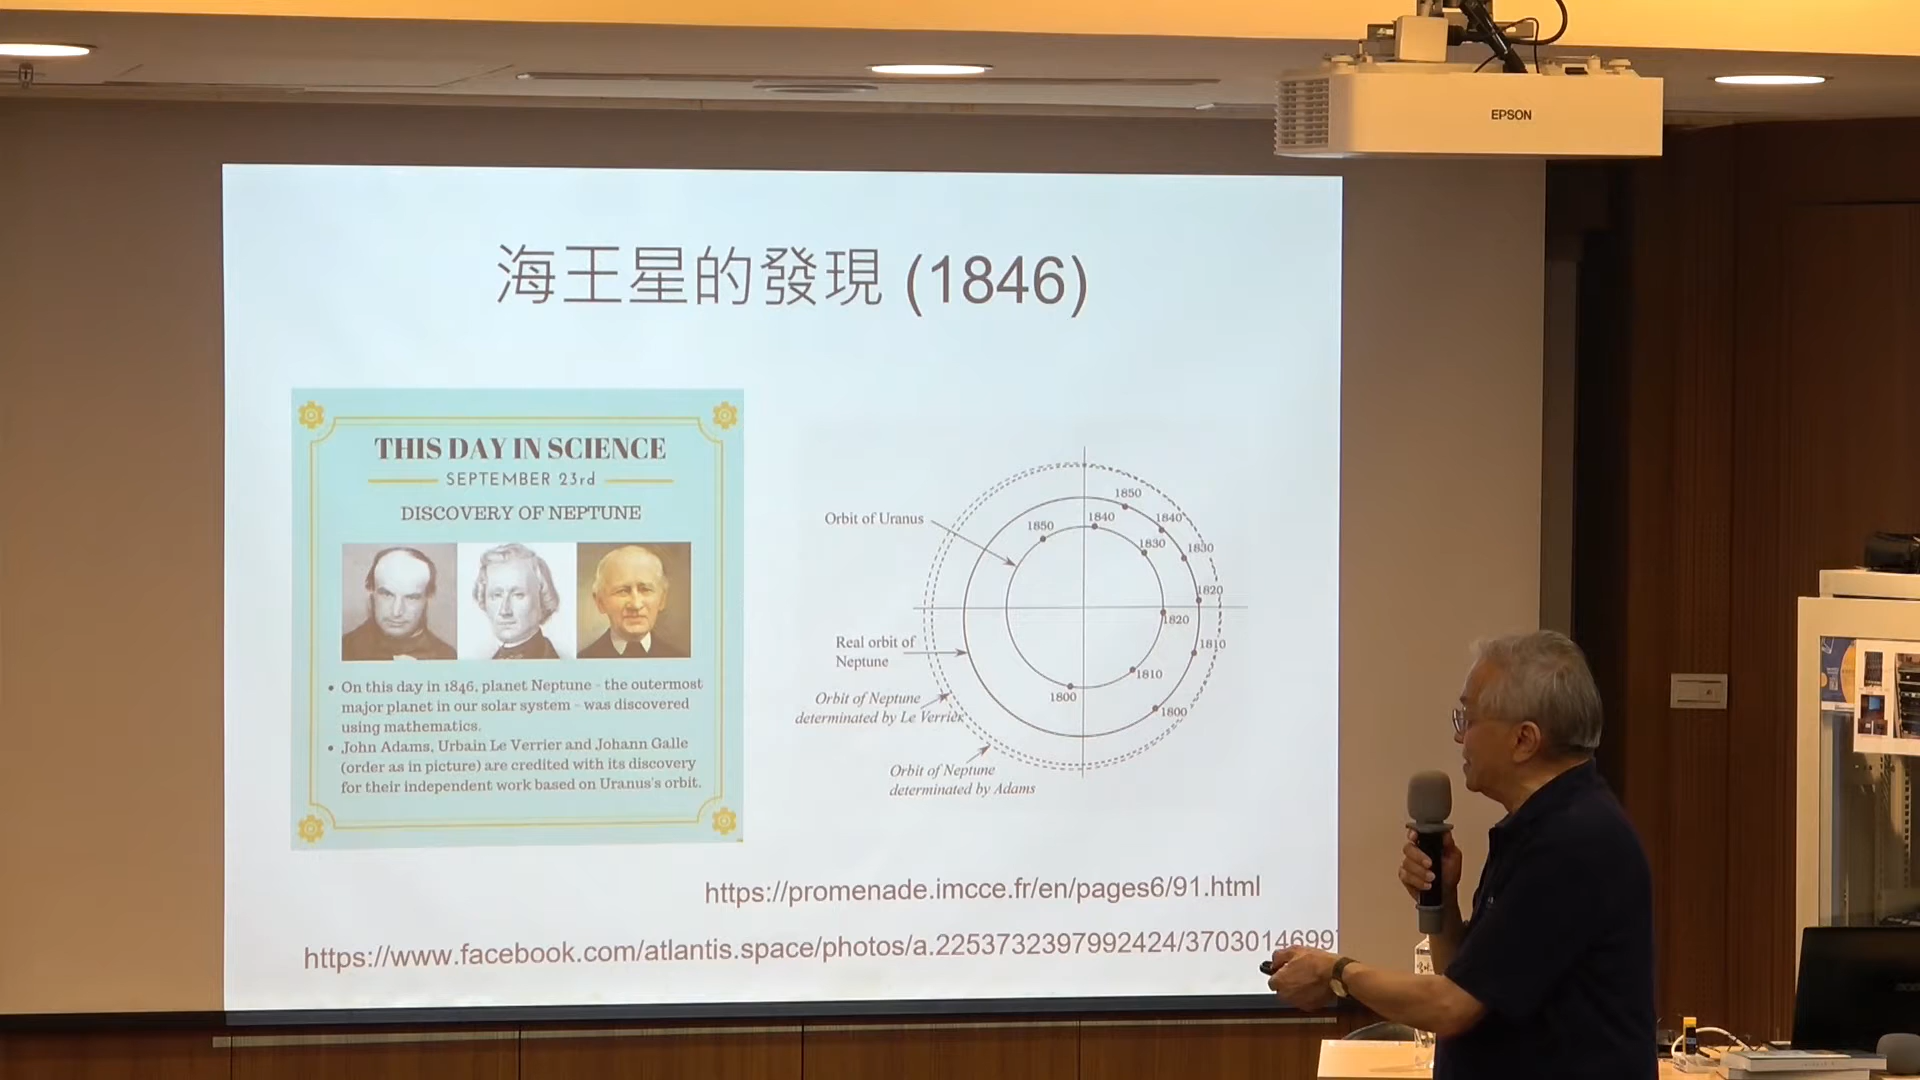 EPSON
海王星的發現 (1846)
THIS DAY IN SCIENCE
SEPTEMBER 23rd
DISCOVERY OF NEPTUNE
• On this day in 1846, planet Neptune - the outermost
major planet in our solar system - was discovered
using mathematics.
• John Adams, Urbain Le Verrier and Johann Galle
(order as in picture) are credited with its discovery
for their independent work based on Uranus's orbit.
Orbit of Uranus
1850
1840
1850
1840
1830
1830
1820
1820
1810
1810
1800
1800
Real orbit of
Neptune
Orbit of Neptune
determined by Le Verrier
Orbit of Neptune
determined by Adams
https://promenade.imcce.fr/en/pages6/91.html
https://www.facebook.com/atlantis.space/photos/a.2253732397992424/37030146997